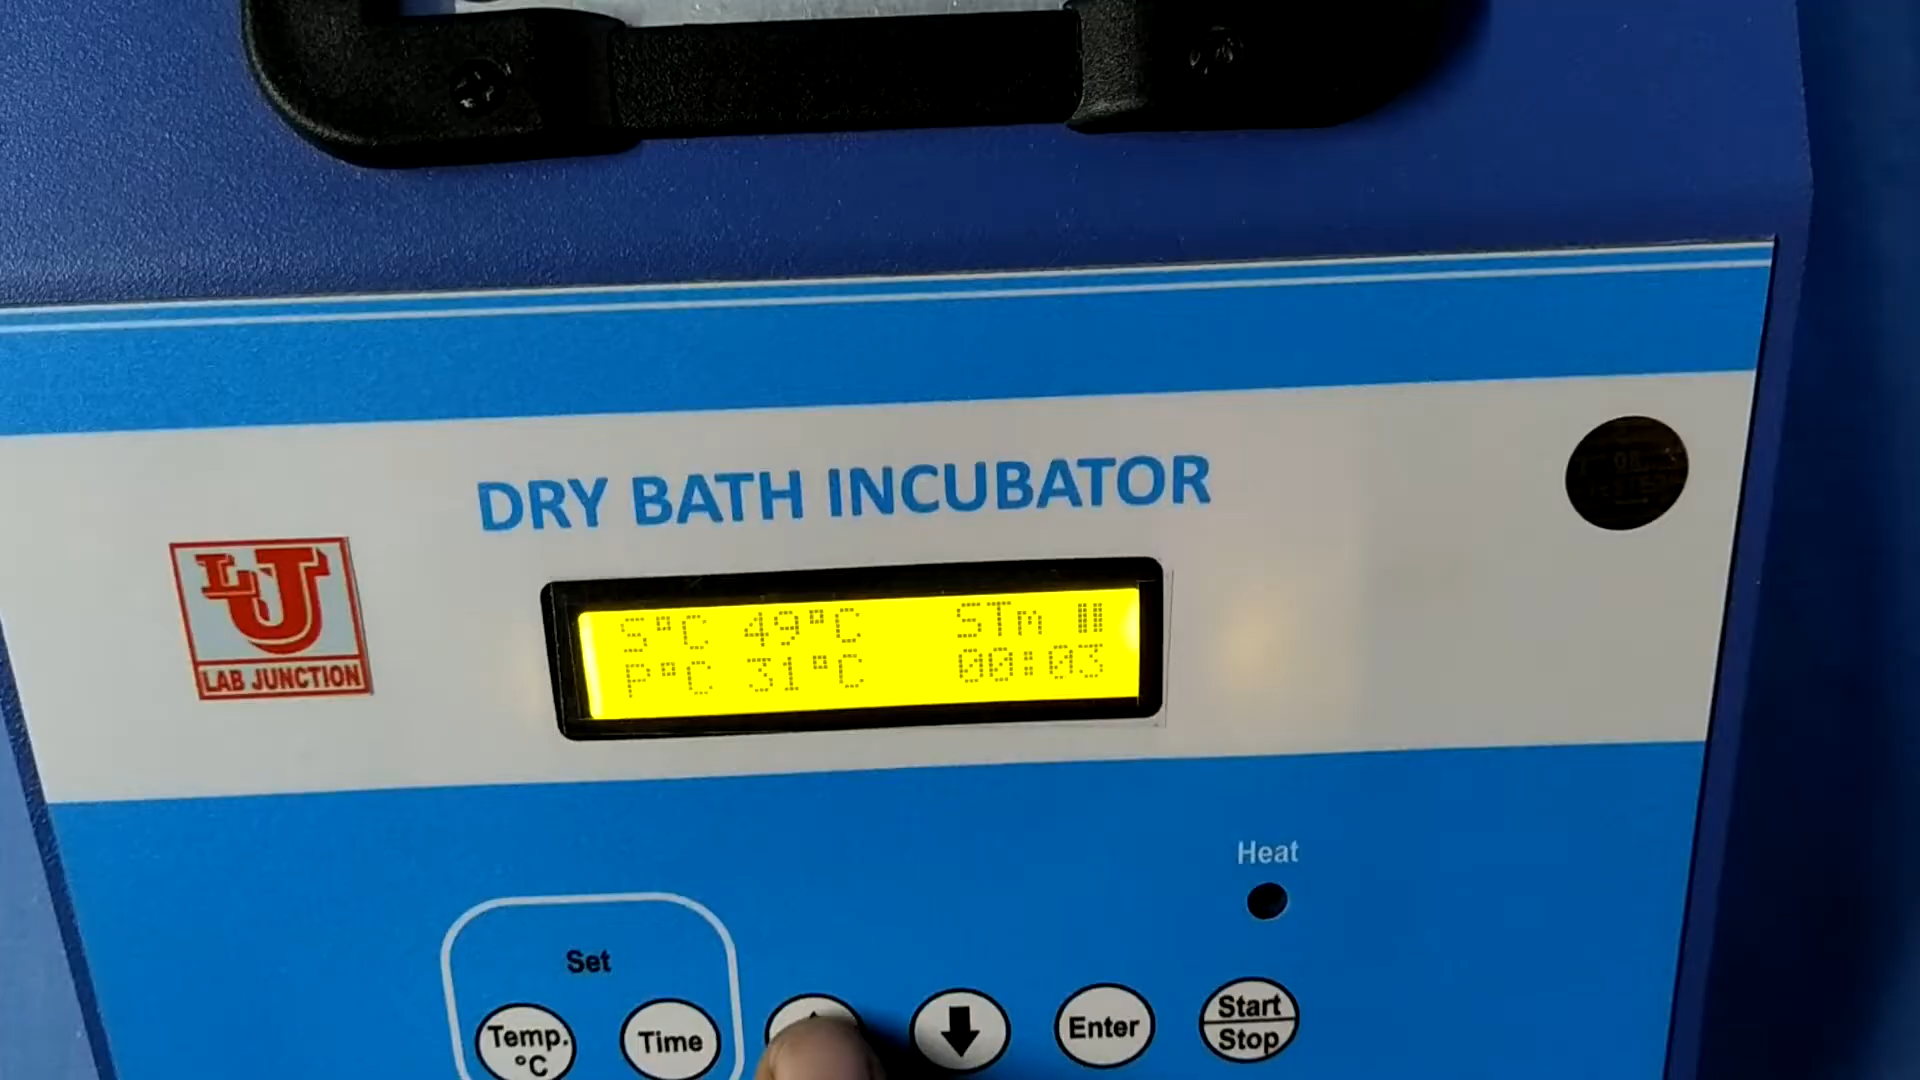 DRY BATH INCUBATOR
LJ
LAB JUNCTION
S°C 49°C STm
P°C 31°C 00:03
Heat
Set
Temp. °C
Time
Enter
Start
Stop